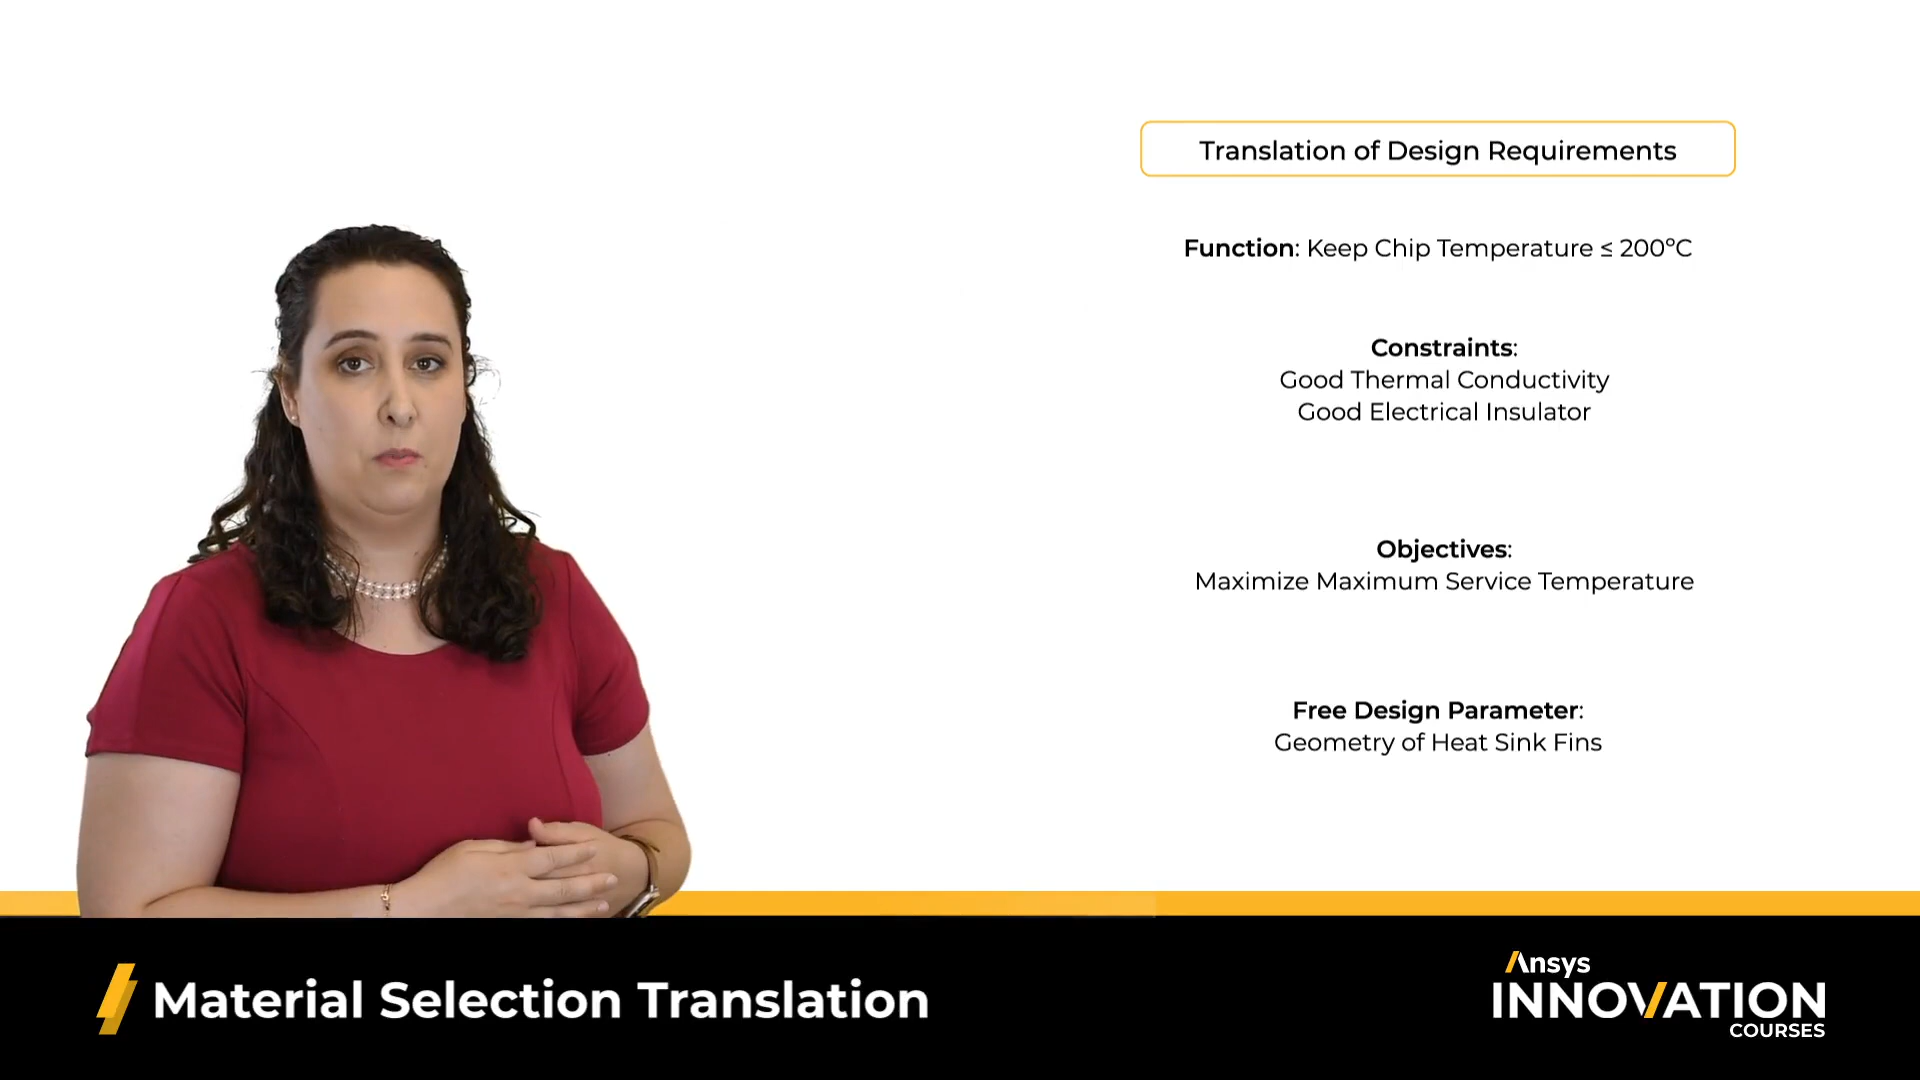 Translation of Design Requirements
Function: Keep Chip Temperature ≤ 200ºC
Constraints:
Good Thermal Conductivity
Good Electrical Insulator
Objectives:
Maximize Maximum Service Temperature
Free Design Parameter:
Geometry of Heat Sink Fins
Material Selection Translation
Ansys
INNOVATION
COURSES